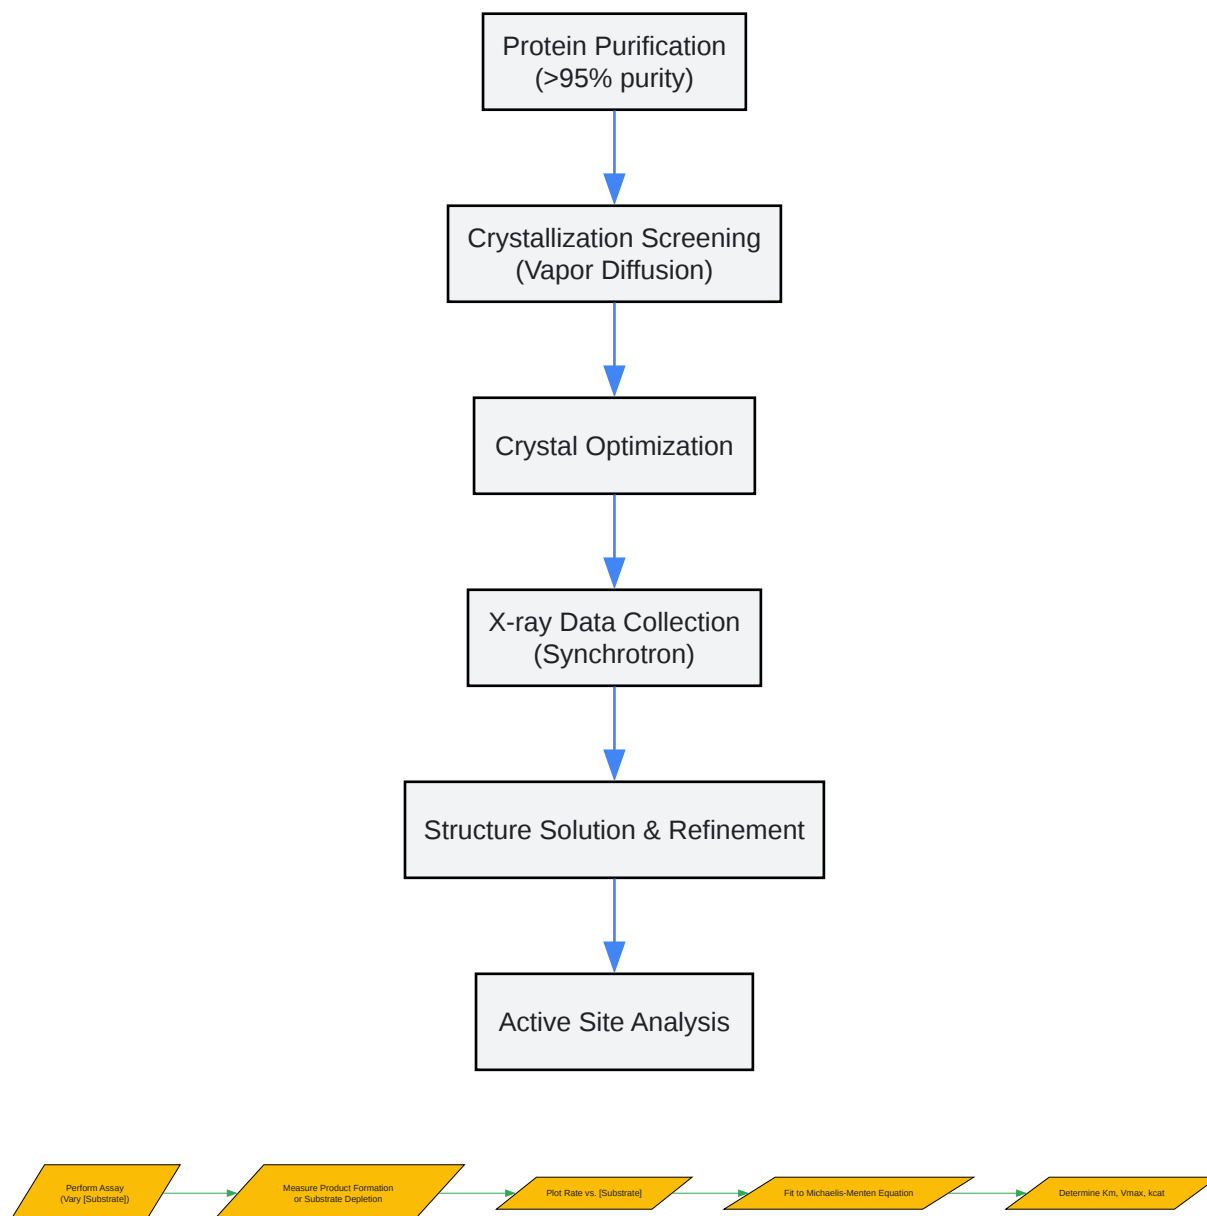 Protein Purification
(>95% purity)
Crystallization Screening
(Vapor Diffusion)
Crystal Optimization
X-ray Data Collection
(Synchrotron)
Structure Solution & Refinement
Active Site Analysis
Perform Assay
(Vary [Substrate])
Measure Product Formation
or Substrate Depletion
Plot Rate vs. [Substrate]
Fit to Michaelis-Menten Equation
Determine Km, Vmax, kcat